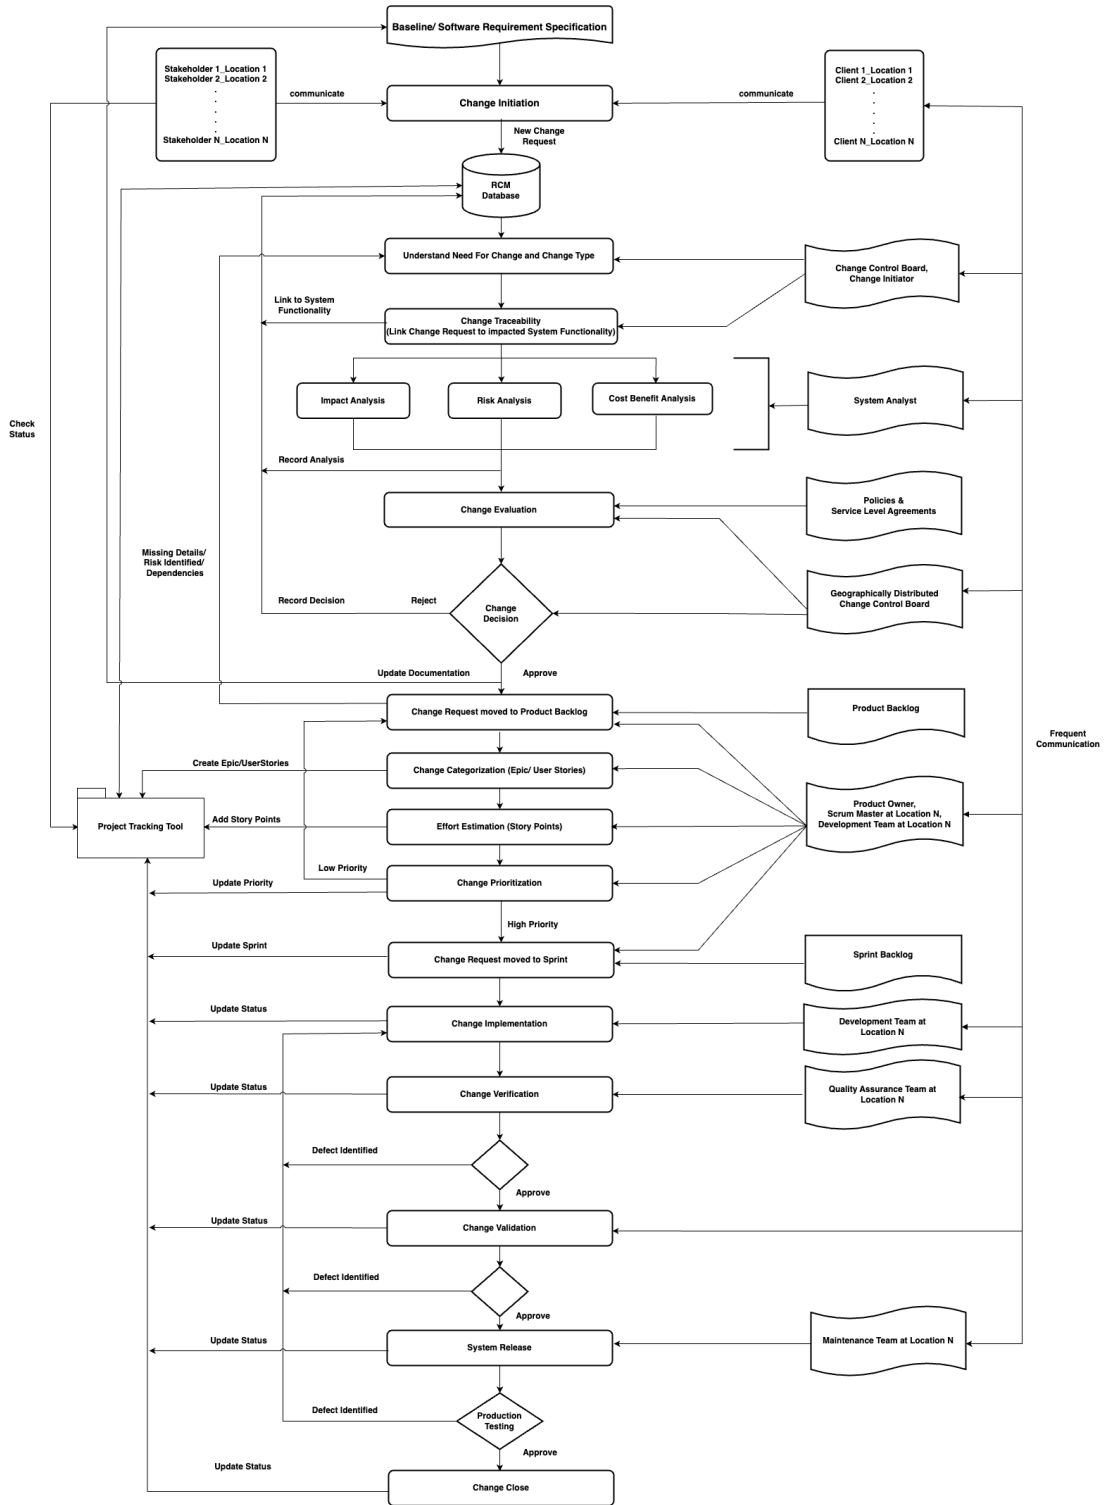 Baseline/ Software Requirement Specification
Stakeholder 1_Location 1
Stakeholder 2_Location 2
.
.
.
.
.
Stakeholder N_Location N
communicate
Change Initiation
communicate
Client 1_Location 1
Client 2_Location 2
.
.
.
.
.
Client N_Location N
New Change
Request
RCM
Database
Understand Need For Change and Change Type
Change Control Board,
Change Initiator
Link to System
Functionality
Change Traceability
(Link Change Request to impacted System Functionality)
Impact Analysis
Risk Analysis
Cost Benefit Analysis
System Analyst
Check
Status
Record Analysis
Change Evaluation
Policies &
Service Level Agreements
Missing Details/
Risk Identified/
Dependencies
Record Decision
Reject
Change
Decision
Geographically Distributed
Change Control Board
Update Documentation
Approve
Change Request moved to Product Backlog
Product Backlog
Frequent
Communication
Create Epic/UserStories
Change Categorization (Epic/ User Stories)
Project Tracking Tool
Add Story Points
Effort Estimation (Story Points)
Product Owner,
Scrum Master at Location N,
Development Team at Location N
Low Priority
Update Priority
Change Prioritization
High Priority
Update Sprint
Change Request moved to Sprint
Sprint Backlog
Update Status
Change Implementation
Development Team at
Location N
Update Status
Change Verification
Quality Assurance Team at
Location N
Defect Identified
Approve
Update Status
Change Validation
Defect Identified
Approve
Update Status
System Release
Maintenance Team at Location N
Defect Identified
Production
Testing
Approve
Update Status
Change Close